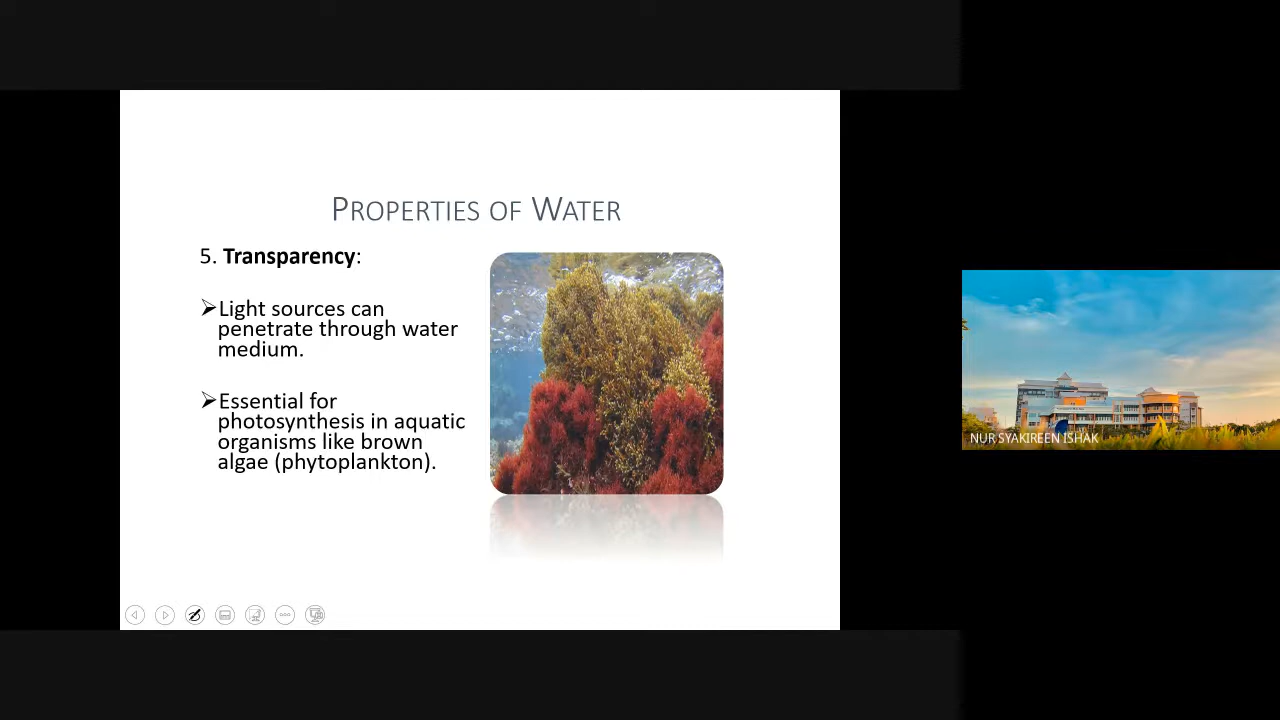 PROPERTIES OF WATER
5. Transparency:
➢Light sources can
penetrate through water
medium.
➢Essential for
photosynthesis in aquatic
organisms like brown
algae (phytoplankton).
NUR SYAKIREEN ISHAK